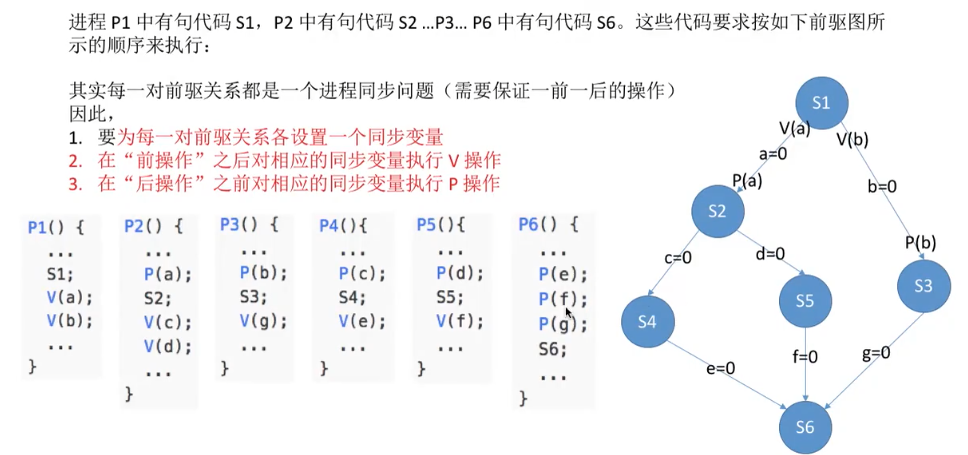 进程 P1 中有句代码 S1，P2 中有句代码 S2 …P3… P6 中有句代码 S6。这些代码要求按如下前驱图所
示的顺序来执行：
其实每一对前驱关系都是一个进程同步问题（需要保证一前一后的操作）
因此，
1. 要为每一对前驱关系各设置一个同步变量
2. 在“前操作”之后对相应的同步变量执行 V 操作
3. 在“后操作”之前对相应的同步变量执行 P 操作
P1() {
...
S1;
V(a);
V(b);
...
}
P2() {
...
P(a);
S2;
V(c);
V(d);
...
}
P3() {
...
P(b);
S3;
V(g);
...
}
P4(){
...
P(c);
S4;
V(e);
...
}
P5(){
...
P(d);
S5;
V(f);
...
}
P6() {
...
P(e);
P(f);
P(g);
S6;
...
}
S1
V(a)
V(b)
a=0
P(a)
b=0
S2
P(b)
c=0
d=0
S3
S4
S5
e=0
f=0
g=0
S6